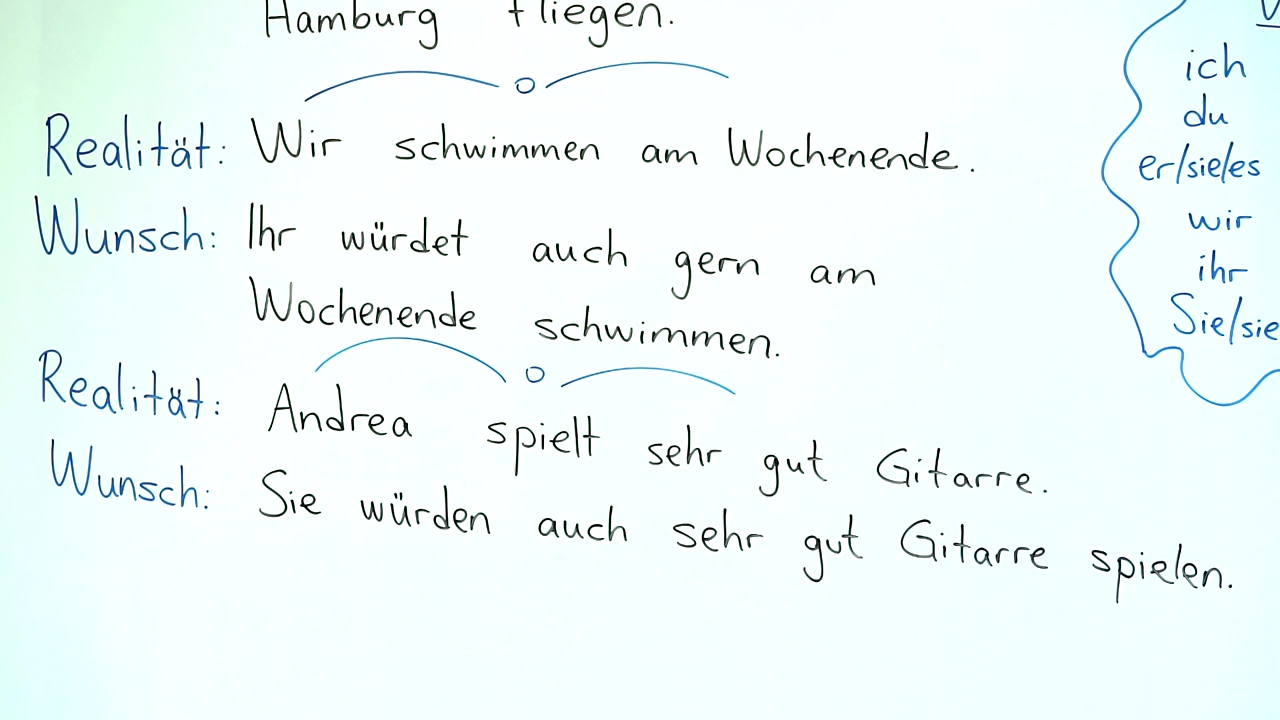 Hamburg fliegen.
Realität: Wir schwimmen am Wochenende.
Wunsch: Ihr würdet auch gern am
Wochenende schwimmen.
Realität: Andrea spielt sehr gut Gitarre.
Wunsch: Sie würden auch sehr gut Gitarre spielen.
ich
du
er/sie/es
wir
ihr
Sie/sie